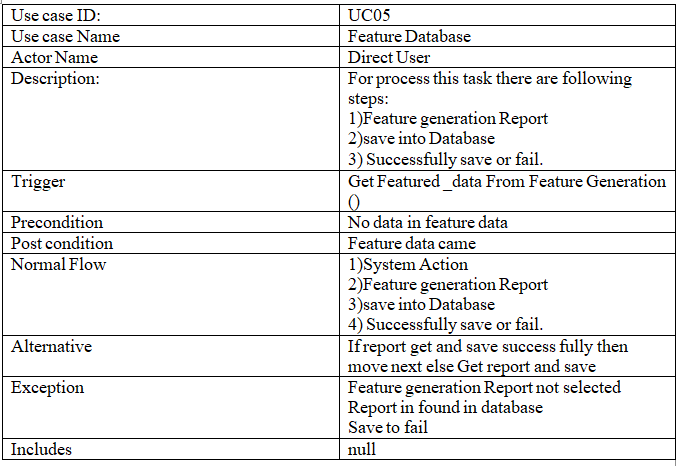 Use case ID: UC05
Use case Name Feature Database
Actor Name Direct User
Description: For process this task there are following
steps:
1)Feature generation Report
2)save into Database
3) Successfully save or fail.
Trigger Get Featured _data From Feature Generation
()
Precondition No data in feature data
Post condition Feature data came
Normal Flow 1)System Action
2)Feature generation Report
3)save into Database
4) Successfully save or fail.
Alternative If report get and save success fully then
move next else Get report and save
Exception Feature generation Report not selected
Report in found in database
Save to fail
Includes null